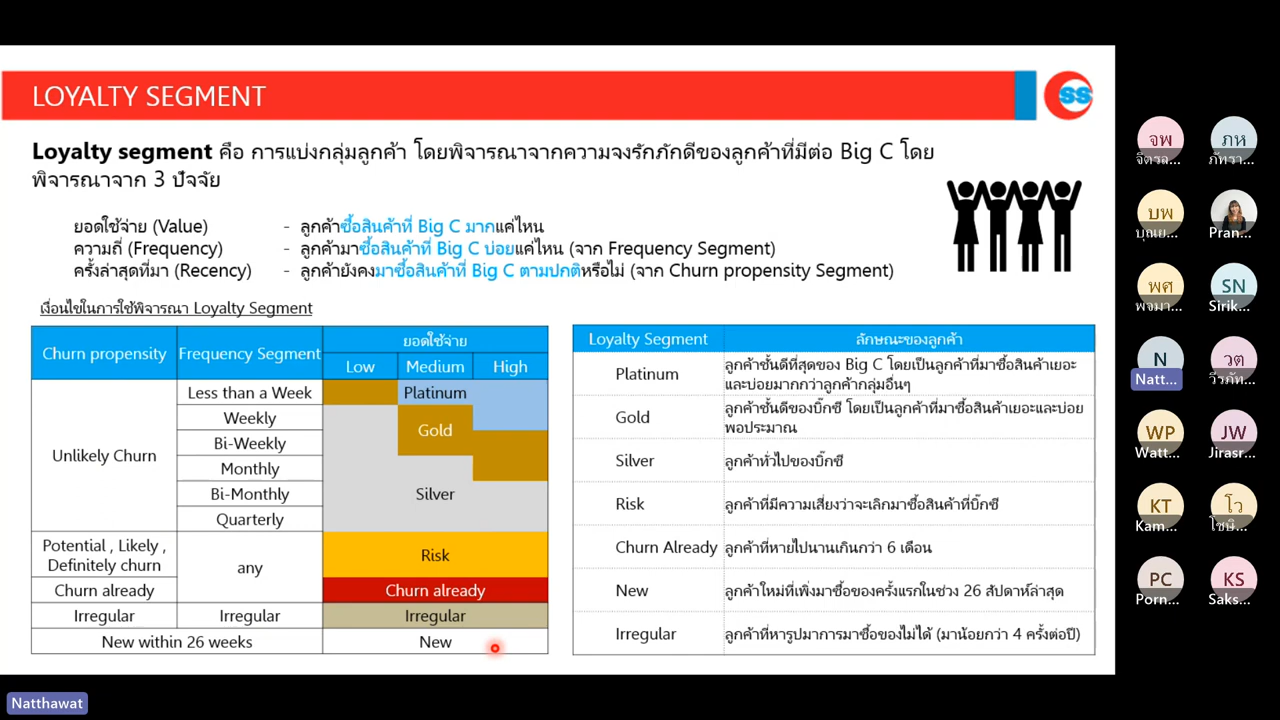 LOYALTY SEGMENT
SS
Loyalty segment คือ การแบ่งกลุ่มลูกค้า โดยพิจารณาจากความจงรักภักดีของลูกค้าที่มีต่อ Big C โดย
พิจารณาจาก 3 ปัจจัย
ยอดใช้จ่าย (Value) - ลูกค้าซื้อสินค้าที่ Big C มากแค่ไหน
ความถี่ (Frequency) - ลูกค้ามาซื้อสินค้าที่ Big C บ่อยแค่ไหน (จาก Frequency Segment)
ครั้งล่าสุดที่มา (Recency) - ลูกค้ายังคงมาซื้อสินค้าที่ Big C ตามปกติหรือไม่ (จาก Churn propensity Segment)
เงื่อนไขในการใช้พิจารณา Loyalty Segment
Churn propensity Frequency Segment ยอดใช้จ่าย
Low Medium High
Less than a Week Platinum
Weekly
Gold
Bi-Weekly
Unlikely Churn
Monthly
Bi-Monthly Silver
Quarterly
Potential , Likely ,
Definitely churn
Risk
any
Churn already Churn already
Irregular Irregular Irregular
New within 26 weeks New
Loyalty Segment ลักษณะของลูกค้า
Platinum ลูกค้าชั้นดีที่สุดของ Big C โดยเป็นลูกค้าที่มาซื้อสินค้าเยอะ
และบ่อยมากกว่าลูกค้ากลุ่มอื่นๆ
Gold ลูกค้าชั้นดีของบิ๊กซี โดยเป็นลูกค้าที่มาซื้อสินค้าเยอะและบ่อย
พอประมาณ
Silver ลูกค้าทั่วไปของบิ๊กซี
Risk ลูกค้าที่มีความเสี่ยงว่าจะเลิกมาซื้อสินค้าที่บิ๊กซี
Churn Already ลูกค้าที่หายไปนานเกินกว่า 6 เดือน
New ลูกค้าใหม่ที่เพิ่งมาซื้อของครั้งแรกในช่วง 26 สัปดาห์ล่าสุด
Irregular ลูกค้าที่หารูปมาการมาซื้อของไม่ได้ (มาน้อยกว่า 4 ครั้งต่อปี)
จพ ภห
จิตรล... ภัทรา...
บพ
บุณย... Pran...
พศ SN
พจมา... Sirik...
N วต
Natt... วีรภัท...
WP JW
Watt... Jirasr...
KT โว
Kam... โชษิ...
PC KS
Porn... Saks...
Natthawat